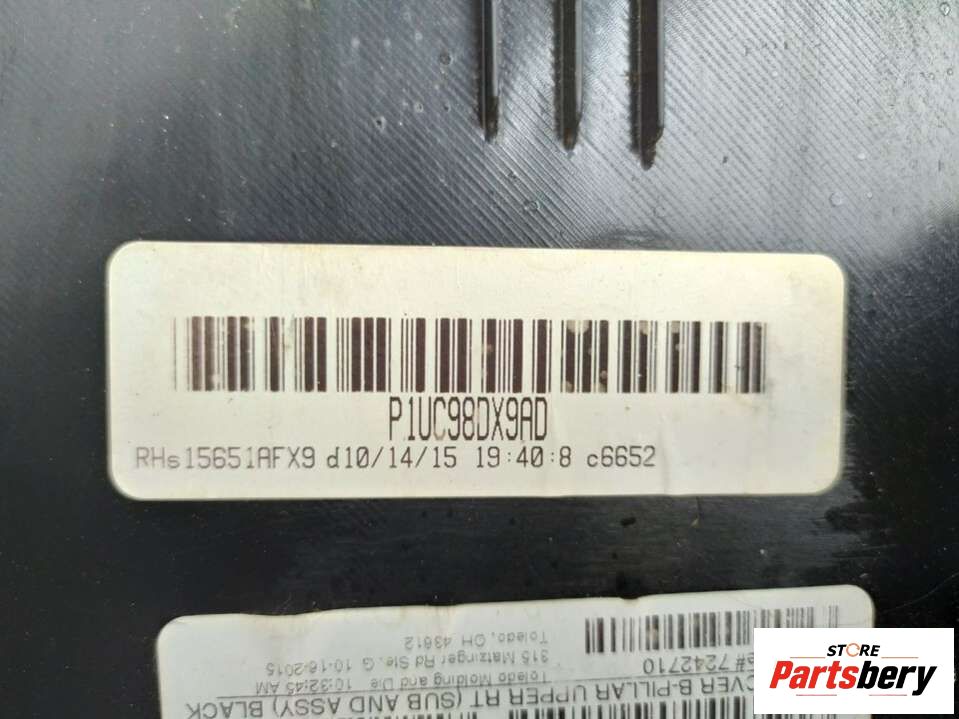 P1UC98DX9AD
RHs15651AFX9 d10/14/15 19:40:8 c6652
OVER B-PILLAR UPPER RT (SUB AND ASSY) BLACK
Toledo Molding and Die 10:32:45 AM
315 Matzinger Rd Ste. G 10-16-2015
Toledo, OH 43612
e#7242710
STORE
Partsbery